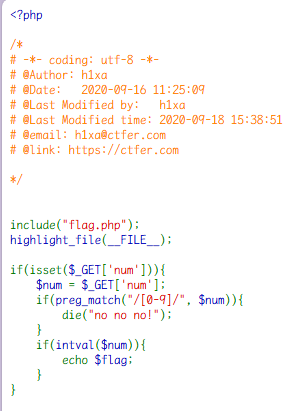 <?php
/*
# -*- coding: utf-8 -*-
# @Author: h1xa
# @Date:   2020-09-16 11:25:09
# @Last Modified by:   h1xa
# @Last Modified time: 2020-09-18 15:38:51
# @email: h1xa@ctfer.com
# @link: https://ctfer.com
*/
include("flag.php");
highlight_file(__FILE__);
if(isset($_GET['num'])){
    $num = $_GET['num'];
    if(preg_match("/[0-9]/", $num)){
        die("no no no!");
    }
    if(intval($num)){
        echo $flag;
    }
}